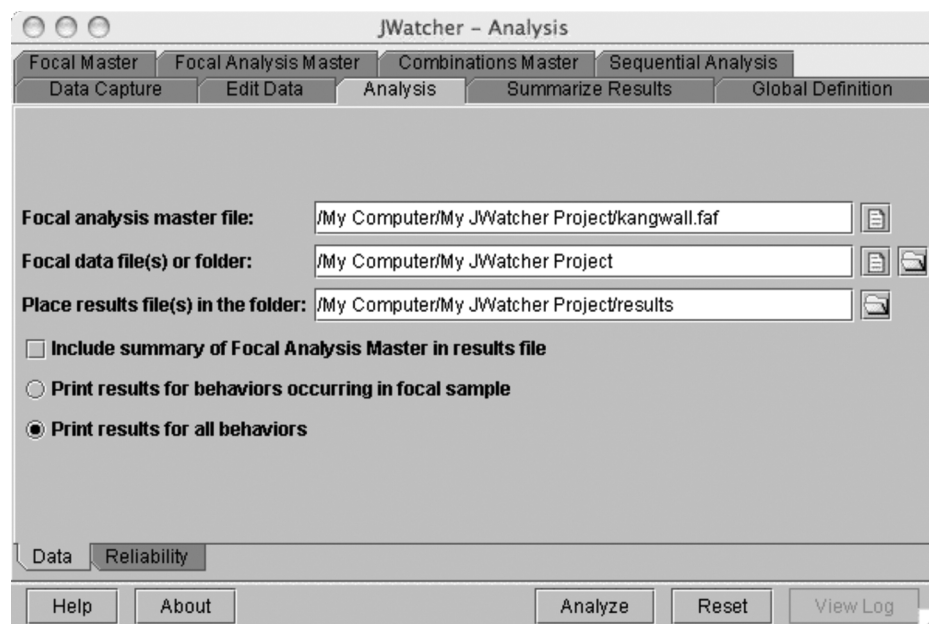 JWatcher – Analysis
Focal Master Focal Analysis Master Combinations Master Sequential Analysis
Data Capture Edit Data Analysis Summarize Results Global Definition
Focal analysis master file: /My Computer/My JWatcher Project/kangwall.faf
Focal data file(s) or folder: /My Computer/My JWatcher Project
Place results file(s) in the folder: /My Computer/My JWatcher Project/results
Include summary of Focal Analysis Master in results file
Print results for behaviors occurring in focal sample
Print results for all behaviors
Data Reliability
Help About Analyze Reset View Log